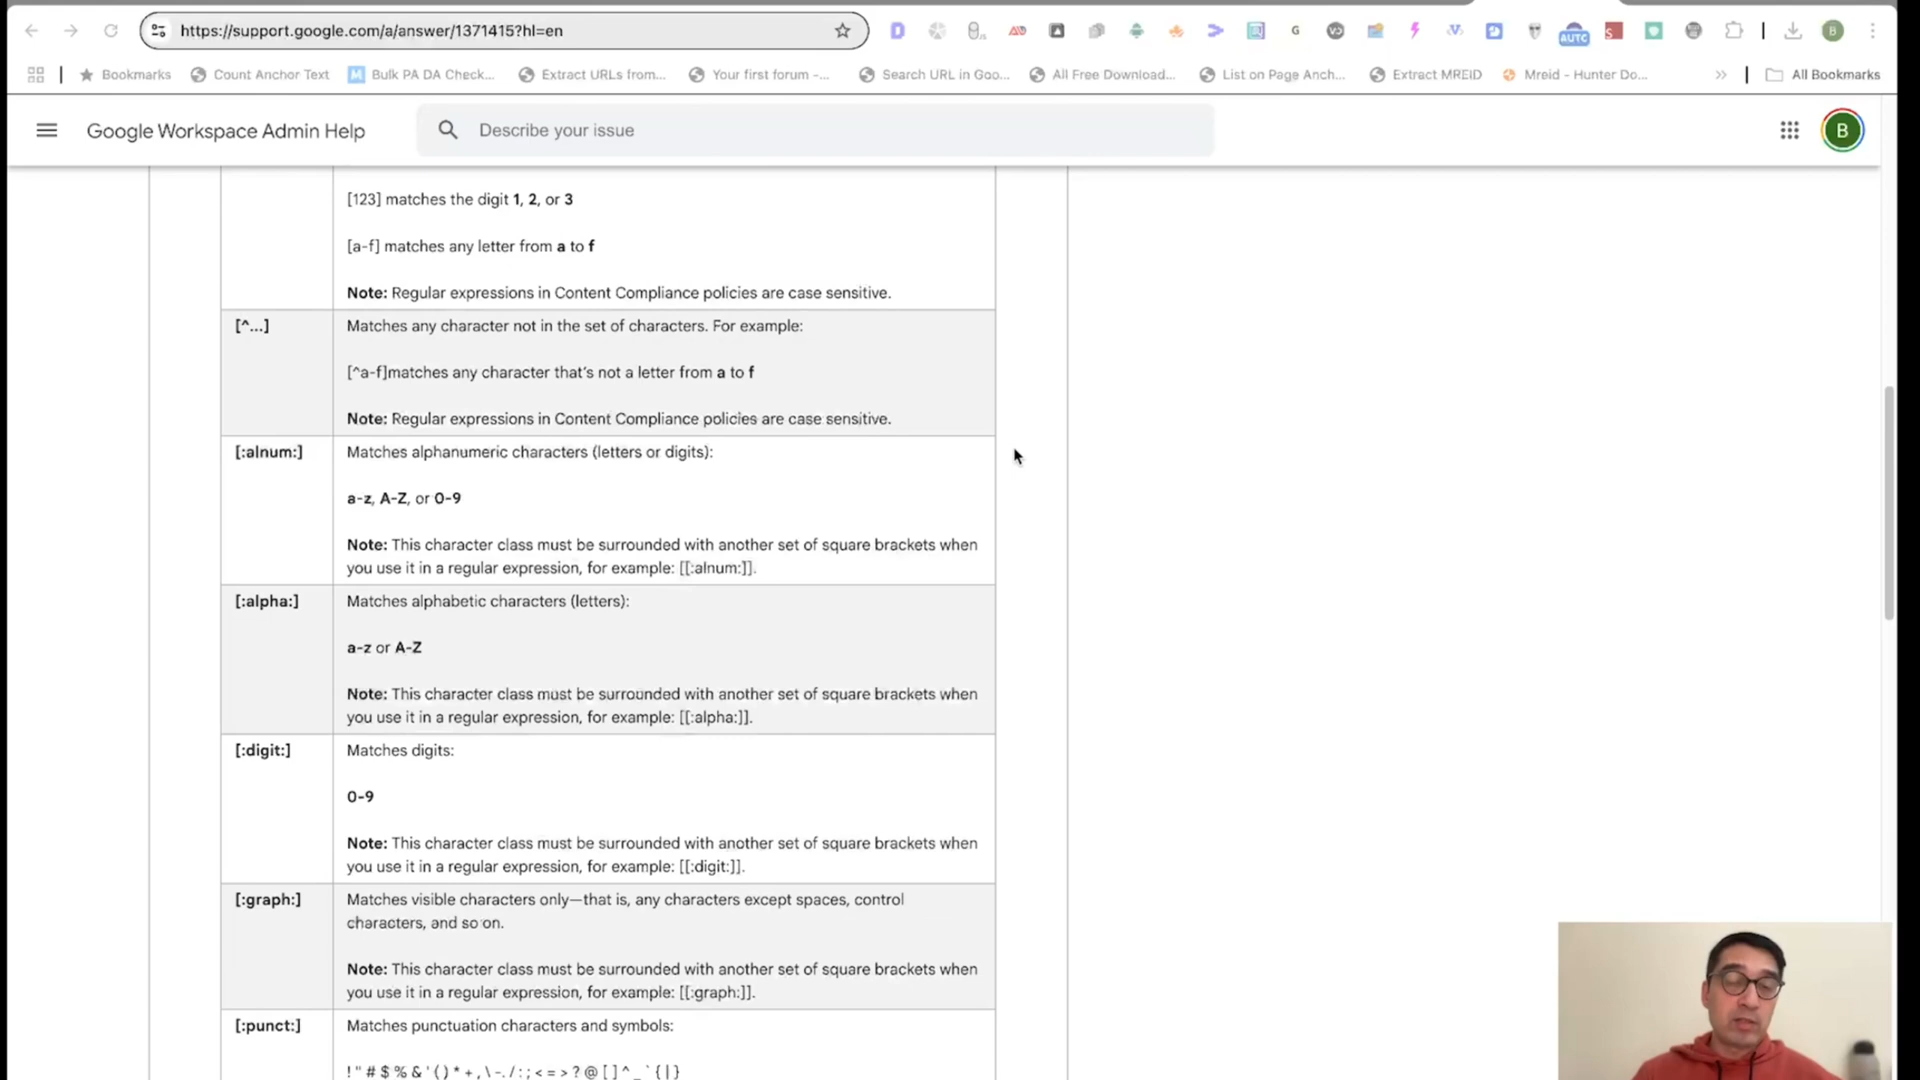 https://support.google.com/a/answer/1371415?hl=en
Bookmarks
Count Anchor Text
Bulk PA DA Check...
Extract URLs from...
Your first forum -...
Search URL in Goo...
All Free Download...
List on Page Anch...
Extract MREID
Mreid - Hunter Do...
All Bookmarks
Google Workspace Admin Help
Describe your issue
B
[123] matches the digit 1, 2, or 3
[a-f] matches any letter from a to f
Note: Regular expressions in Content Compliance policies are case sensitive.
[^...]
Matches any character not in the set of characters. For example:
[^a-f]matches any character that's not a letter from a to f
Note: Regular expressions in Content Compliance policies are case sensitive.
[:alnum:]
Matches alphanumeric characters (letters or digits):
a-z, A-Z, or 0-9
Note: This character class must be surrounded with another set of square brackets when
you use it in a regular expression, for example: [[:alnum:]].
[:alpha:]
Matches alphabetic characters (letters):
a-z or A-Z
Note: This character class must be surrounded with another set of square brackets when
you use it in a regular expression, for example: [[:alpha:]].
[:digit:]
Matches digits:
0-9
Note: This character class must be surrounded with another set of square brackets when
you use it in a regular expression, for example: [[:digit:]].
[:graph:]
Matches visible characters only—that is, any characters except spaces, control
characters, and so on.
Note: This character class must be surrounded with another set of square brackets when
you use it in a regular expression, for example: [[:graph:]].
[:punct:]
Matches punctuation characters and symbols:
! " # $ % & ' ( ) * + , \ -. / : ; < = > ? @ [ ] ^ _ ` { | }